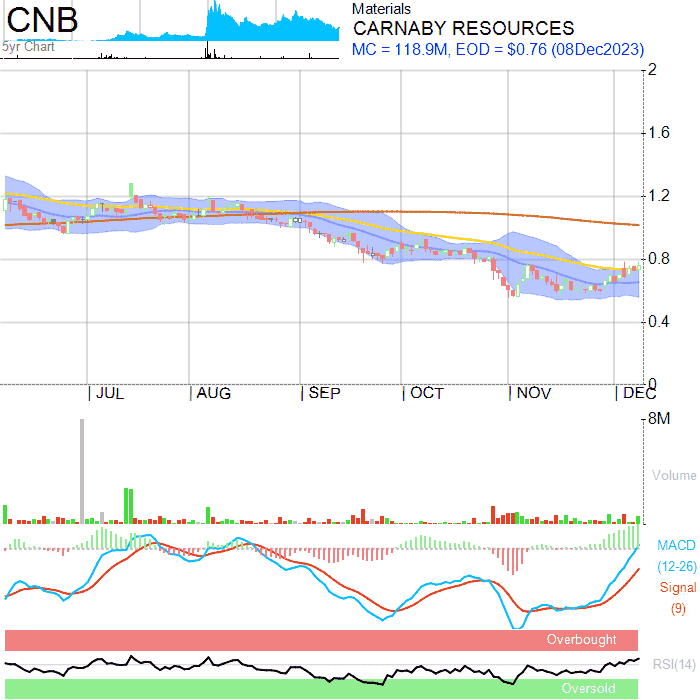 CNB
5yr Chart
Materials
CARNABY RESOURCES
MC = 118.9M, EOD = $0.76 (08Dec2023)
2
1.6
1.2
0.8
0.4
0
JUL AUG SEP OCT NOV DEC
8M
Volume
MACD
(12-26)
Signal
(9)
Overbought
RSI(14)
Oversold